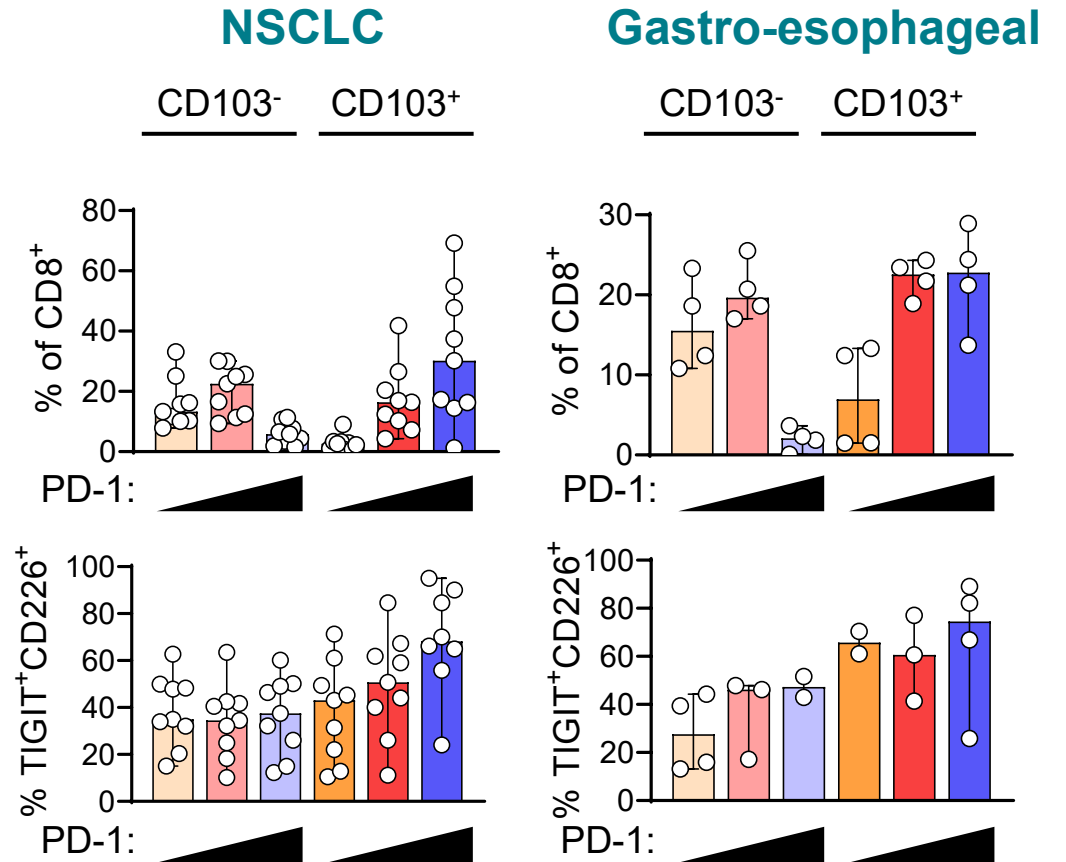 NSCLC
Gastro-esophageal
CD103⁻
CD103⁺
CD103⁻
CD103⁺
% of CD8⁺
80
60
40
20
0
PD-1:
% of CD8⁺
30
20
10
0
PD-1:
% TIGIT⁺CD226⁺
100
80
60
40
20
0
PD-1:
% TIGIT⁺CD226⁺
100
80
60
40
20
0
PD-1: